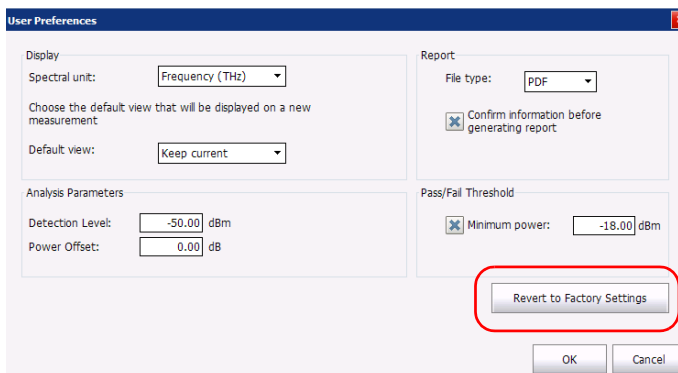 User Preferences
Display
Spectral unit: Frequency (THz)
Choose the default view that will be displayed on a new
measurement
Default view: Keep current
Report
File type: PDF
Confirm information before
generating report
Analysis Parameters
Detection Level: -50.00 dBm
Power Offset: 0.00 dB
Pass/Fail Threshold
Minimum power: -18.00 dBm
Revert to Factory Settings
OK Cancel